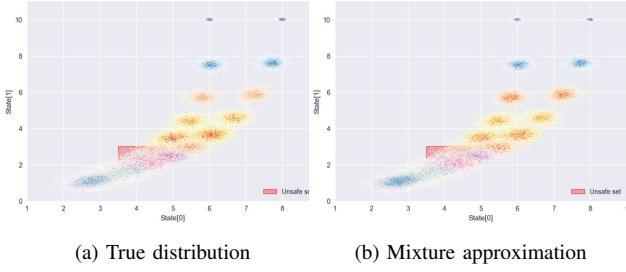 10
8
6
4
2
0
State[1]
1 2 3 4 5 6 7 8
State[0]
Unsafe se
(a) True distribution
10
8
6
4
2
0
State[1]
1 2 3 4 5 6 7 8 9
State[0]
Unsafe set
(b) Mixture approximation